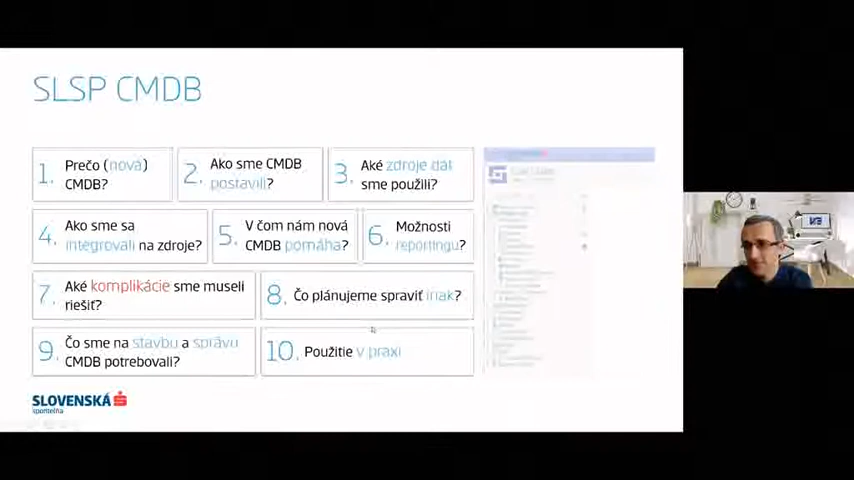 SLSP CMDB
1. Prečo (nová)
CMDB?
2. Ako sme CMDB
postavili?
3. Aké zdroje dát
sme použili?
4. Ako sme sa
integrovali na zdroje?
5. V čom nám nová
CMDB pomáha?
6. Možnosti
reportingu?
7. Aké komplikácie sme museli
riešiť?
8. Čo plánujeme spraviť inak?
9. Čo sme na stavbu a správu
CMDB potrebovali?
10. Použitie v praxi
SLOVENSKÁ
sporiteľňa